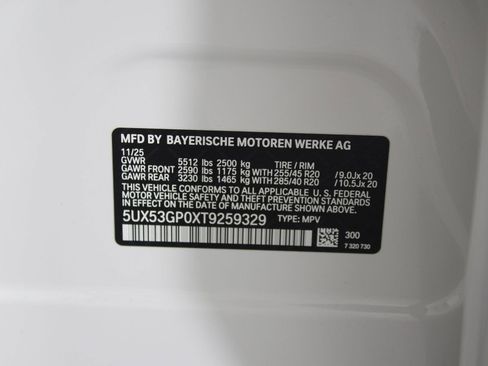 MFD BY BAYERISCHE MOTOREN WERKE AG
11/25
GVWR 5512 lbs 2500 kg TIRE / RIM
GAWR FRONT 2590 lbs 1175 kg WITH 255/45 R20 / 9.0Jx 20
GAWR REAR 3230 lbs 1465 kg WITH 285/40 R20 / 10.5Jx 20
THIS VEHICLE CONFORMS TO ALL APPLICABLE U. S. FEDERAL
MOTOR VEHICLE SAFETY AND THEFT PREVENTION STANDARDS
IN EFFECT ON THE DATE OF MANUFACTURE SHOWN ABOVE.
5UX53GP0XT9259329 TYPE: MPV
300
7 320 730